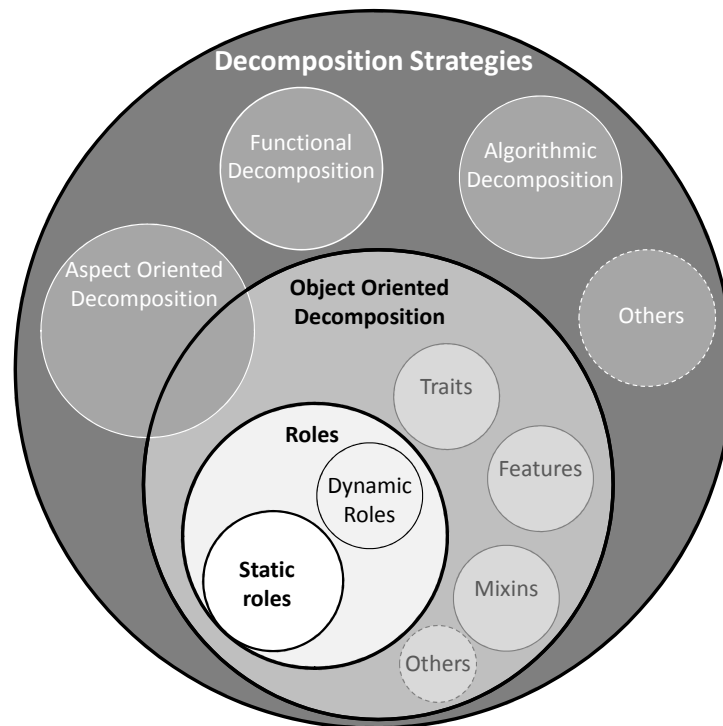 Decomposition Strategies
Functional
Decomposition
Algorithmic
Decomposition
Aspect Oriented
Decomposition
Object Oriented
Decomposition
Others
Traits
Roles
Features
Dynamic
Roles
Static
roles
Mixins
Others